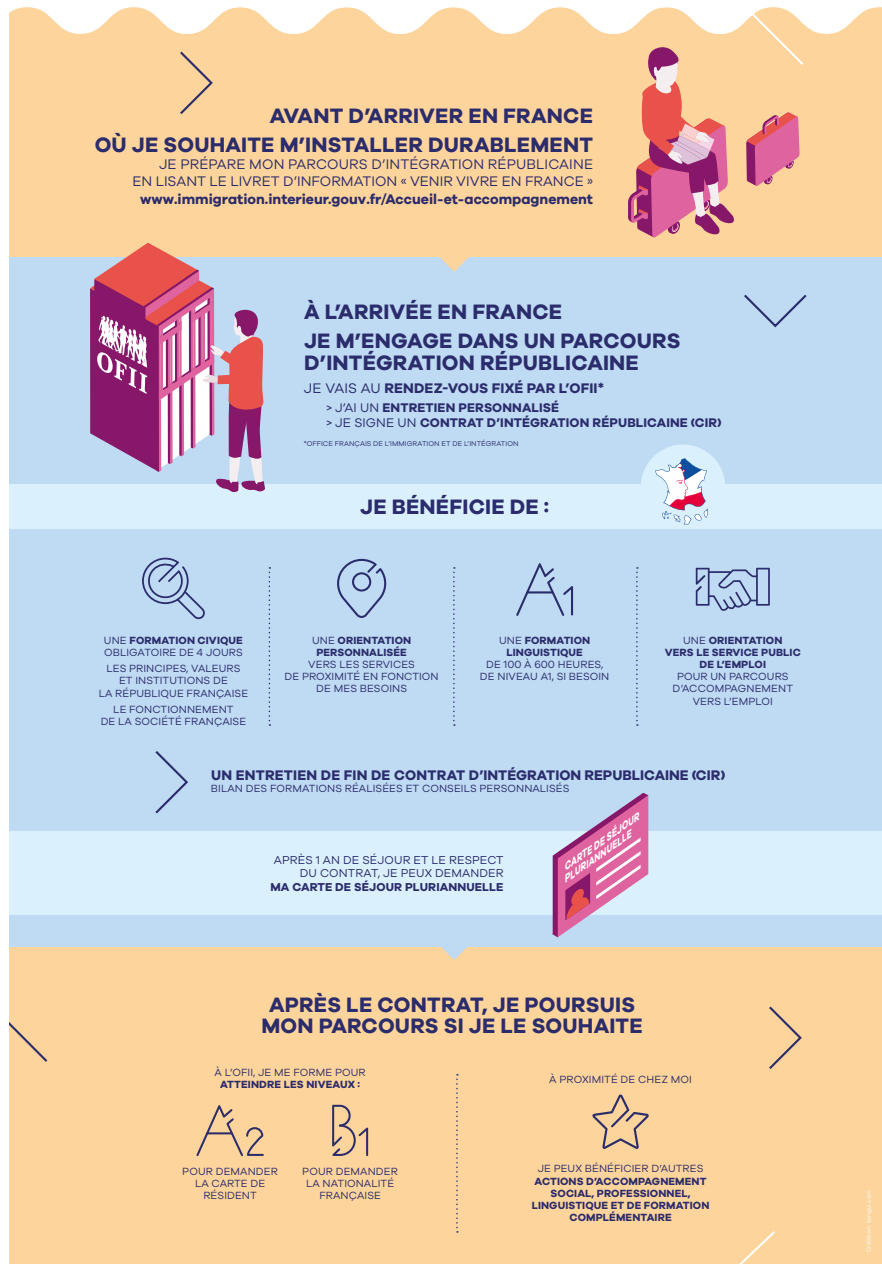 AVANT D’ARRIVER EN FRANCE
OÙ JE SOUHAITE M’INSTALLER DURABLEMENT
JE PRÉPARE MON PARCOURS D’INTÉGRATION RÉPUBLICAINE
EN LISANT LE LIVRET D’INFORMATION « VENIR VIVRE EN FRANCE »
www.immigration.interieur.gouv.fr/Accueil-et-accompagnement
OFII
À L’ARRIVÉE EN FRANCE
JE M’ENGAGE DANS UN PARCOURS
D’INTÉGRATION RÉPUBLICAINE
JE VAIS AU RENDEZ-VOUS FIXÉ PAR L’OFII*
> J’AI UN ENTRETIEN PERSONNALISÉ
> JE SIGNE UN CONTRAT D’INTÉGRATION RÉPUBLICAINE (CIR)
*OFFICE FRANÇAIS DE L’IMMIGRATION ET DE L’INTÉGRATION
JE BÉNÉFICIE DE :
UNE FORMATION CIVIQUE
OBLIGATOIRE DE 4 JOURS
LES PRINCIPES, VALEURS
ET INSTITUTIONS DE
LA RÉPUBLIQUE FRANÇAISE
LE FONCTIONNEMENT
DE LA SOCIÉTÉ FRANÇAISE
UNE ORIENTATION
PERSONNALISÉE
VERS LES SERVICES
DE PROXIMITÉ EN FONCTION
DE MES BESOINS
A1
UNE FORMATION
LINGUISTIQUE
DE 100 À 600 HEURES,
DE NIVEAU A1, SI BESOIN
UNE ORIENTATION
VERS LE SERVICE PUBLIC
DE L’EMPLOI
POUR UN PARCOURS
D’ACCOMPAGNEMENT
VERS L’EMPLOI
UN ENTRETIEN DE FIN DE CONTRAT D’INTÉGRATION REPUBLICAINE (CIR)
BILAN DES FORMATIONS RÉALISÉES ET CONSEILS PERSONNALISÉS
APRÈS 1 AN DE SÉJOUR ET LE RESPECT
DU CONTRAT, JE PEUX DEMANDER
MA CARTE DE SÉJOUR PLURIANNUELLE
CARTE DE SÉJOUR
PLURIANNUELLE
APRÈS LE CONTRAT, JE POURSUIS
MON PARCOURS SI JE LE SOUHAITE
À L’OFII, JE ME FORME POUR
ATTEINDRE LES NIVEAUX :
A2
POUR DEMANDER
LA CARTE DE
RÉSIDENT
B1
POUR DEMANDER
LA NATIONALITÉ
FRANÇAISE
À PROXIMITÉ DE CHEZ MOI
JE PEUX BÉNÉFICIER D’AUTRES
ACTIONS D’ACCOMPAGNEMENT
SOCIAL, PROFESSIONNEL,
LINGUISTIQUE ET DE FORMATION
COMPLÉMENTAIRE